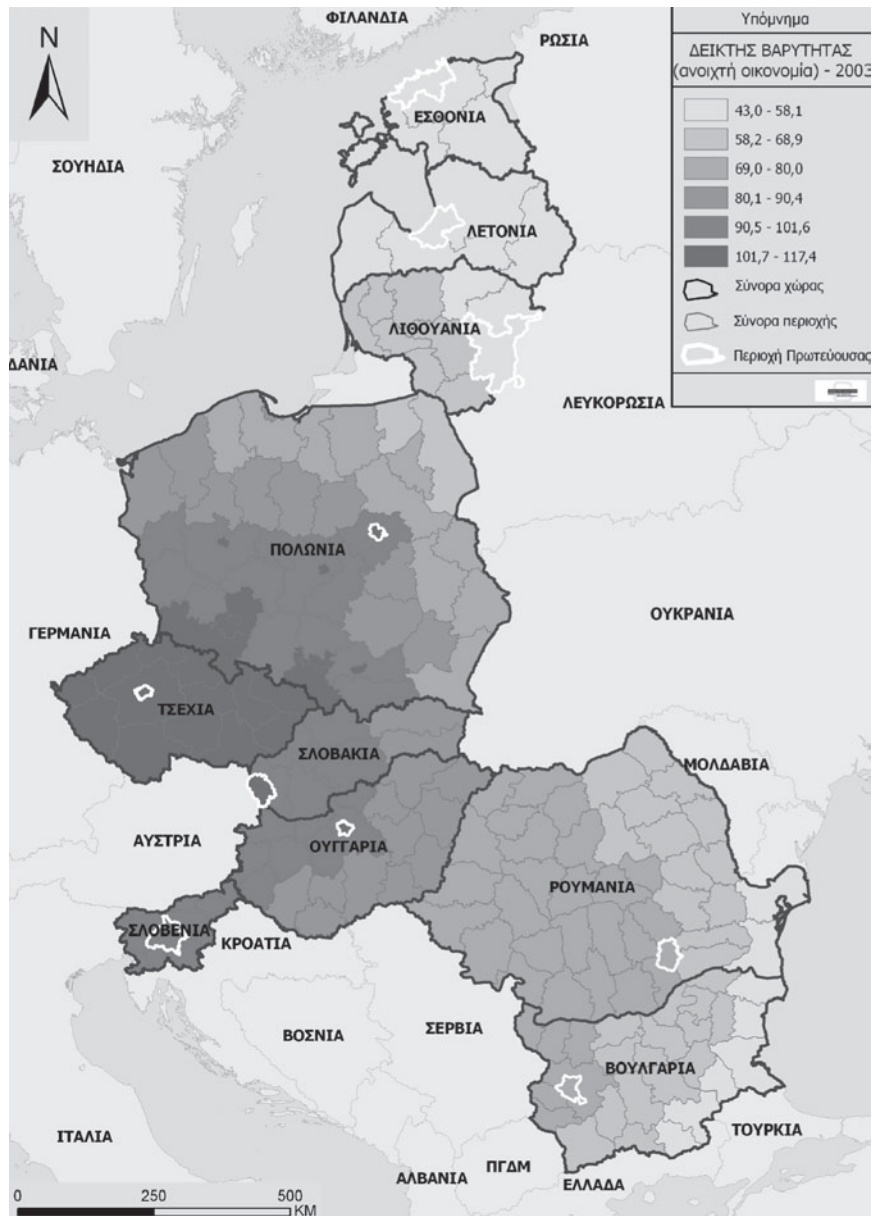 ΦΙΛΑΝΔΙΑ
Υπόμνημα
N
ΡΩΣΙΑ
ΔΕΙΚΤΗΣ ΒΑΡΥΤΗΤΑΣ
(ανοιχτή οικονομία) - 2003
43,0 - 58,1
58,2 - 68,9
69,0 - 80,0
80,1 - 90,4
90,5 - 101,6
101,7 - 117,4
Σύνορα χώρας
Σύνορα περιοχής
Περιοχή Πρωτεύουσας
ΕΣΘΟΝΙΑ
ΣΟΥΗΔΙΑ
ΛΕΤΟΝΙΑ
ΛΙΘΟΥΑΝΙΑ
ΔΑΝΙΑ
ΛΕΥΚΟΡΩΣΙΑ
ΠΟΛΩΝΙΑ
ΟΥΚΡΑΝΙΑ
ΓΕΡΜΑΝΙΑ
ΤΣΕΧΙΑ
ΣΛΟΒΑΚΙΑ
ΜΟΛΔΑΒΙΑ
ΑΥΣΤΡΙΑ
ΟΥΓΓΑΡΙΑ
ΡΟΥΜΑΝΙΑ
ΣΛΟΒΕΝΙΑ
ΚΡΟΑΤΙΑ
ΒΟΣΝΙΑ
ΣΕΡΒΙΑ
ΒΟΥΛΓΑΡΙΑ
ΙΤΑΛΙΑ
ΤΟΥΡΚΙΑ
ΑΛΒΑΝΙΑ
ΠΓΔΜ
ΕΛΛΑΔΑ
0 250 500
KM